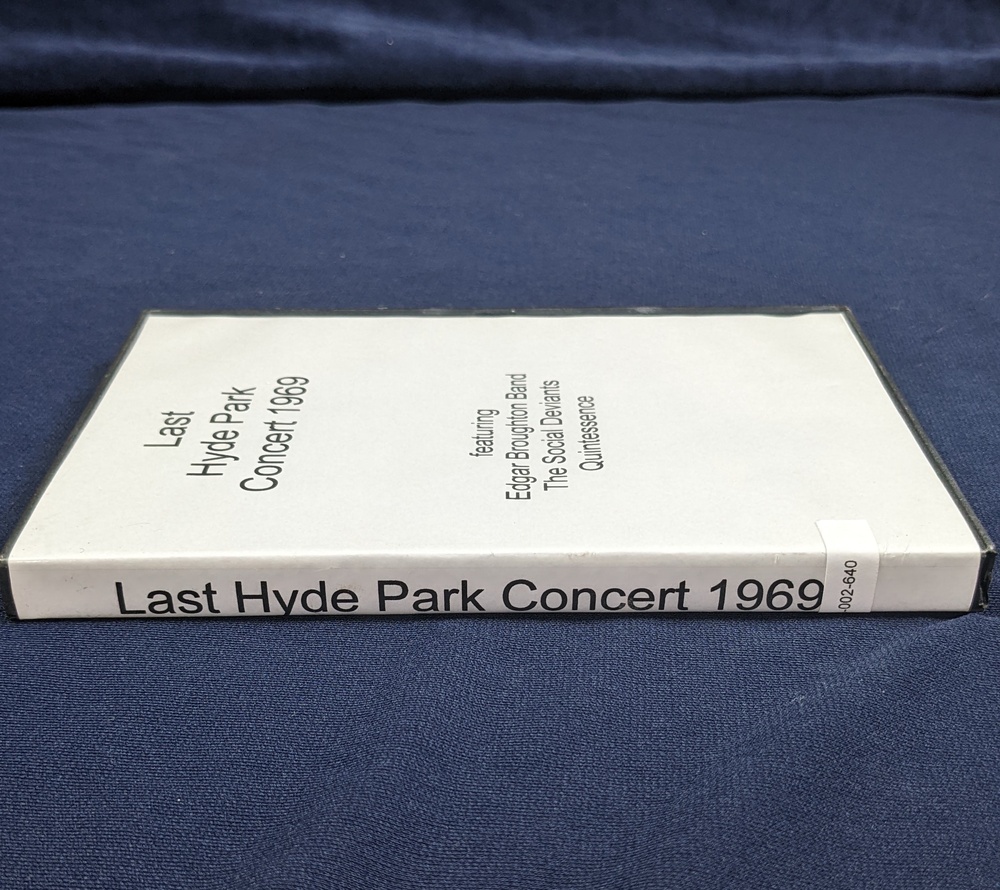 Last
Hyde Park
Concert 1969
featuring
Edgar Broughton Band
The Social Deviants
Quintessence
Last Hyde Park Concert 1969
-002-640